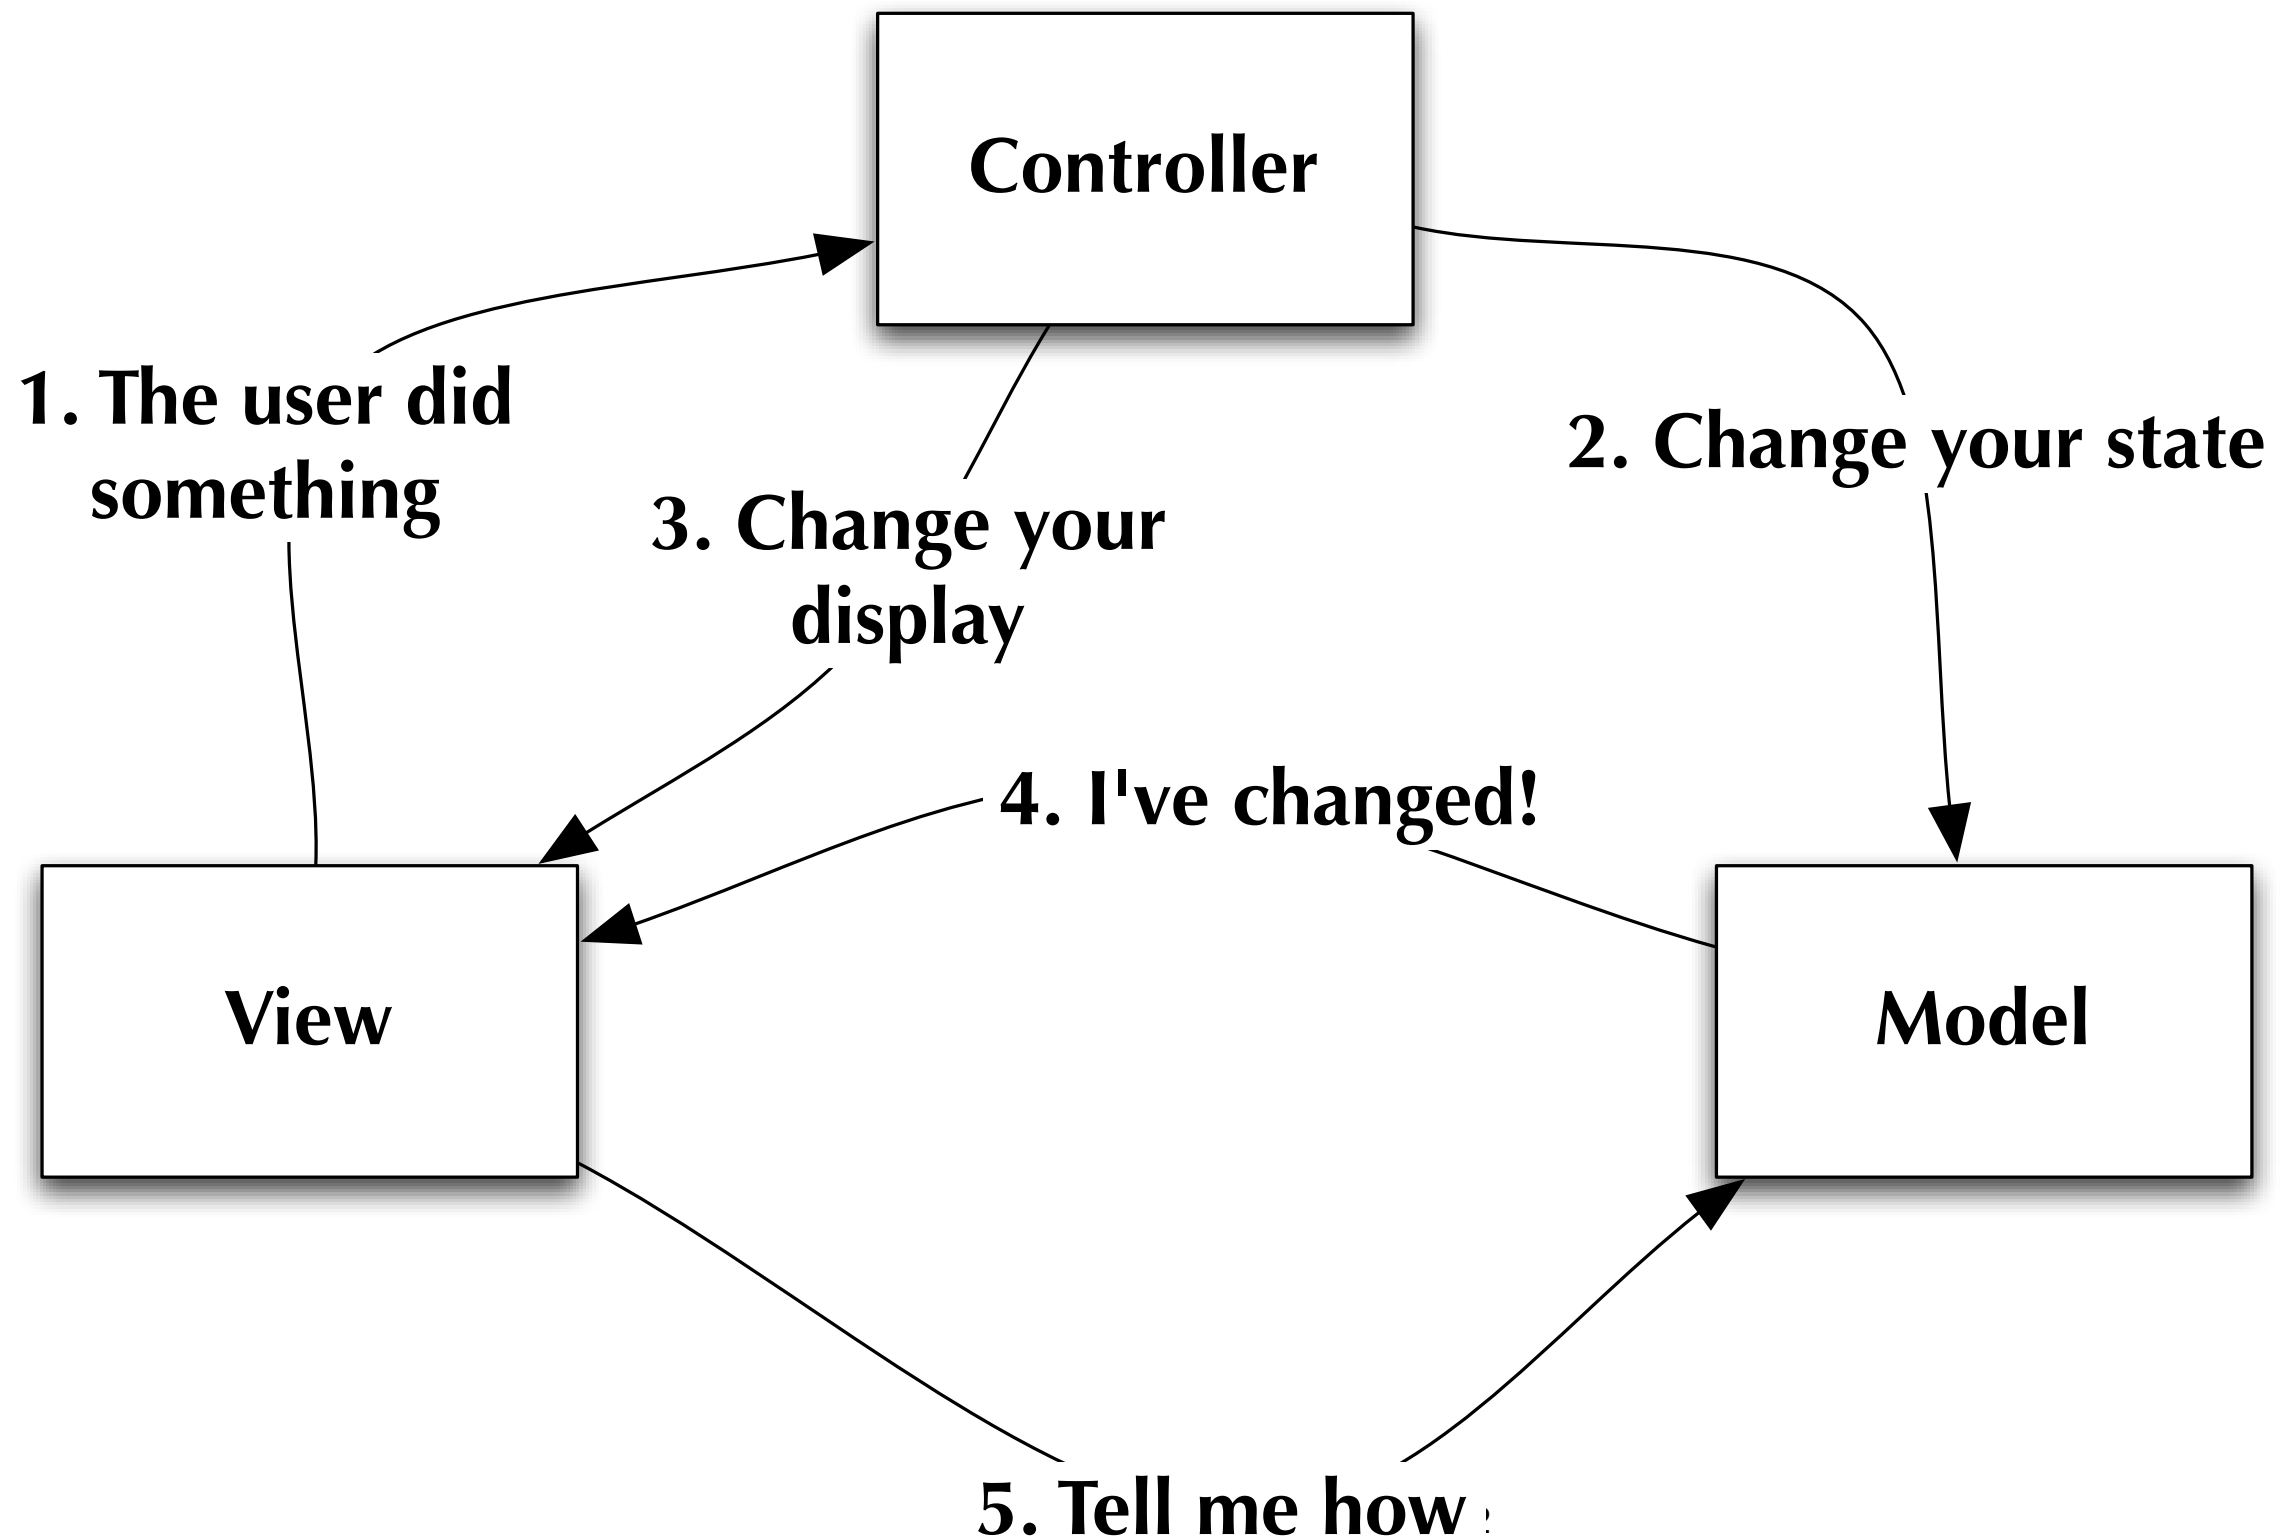 Controller
1. The user did
something
2. Change your state
3. Change your
display
4. I've changed!
View
Model
5. Tell me how